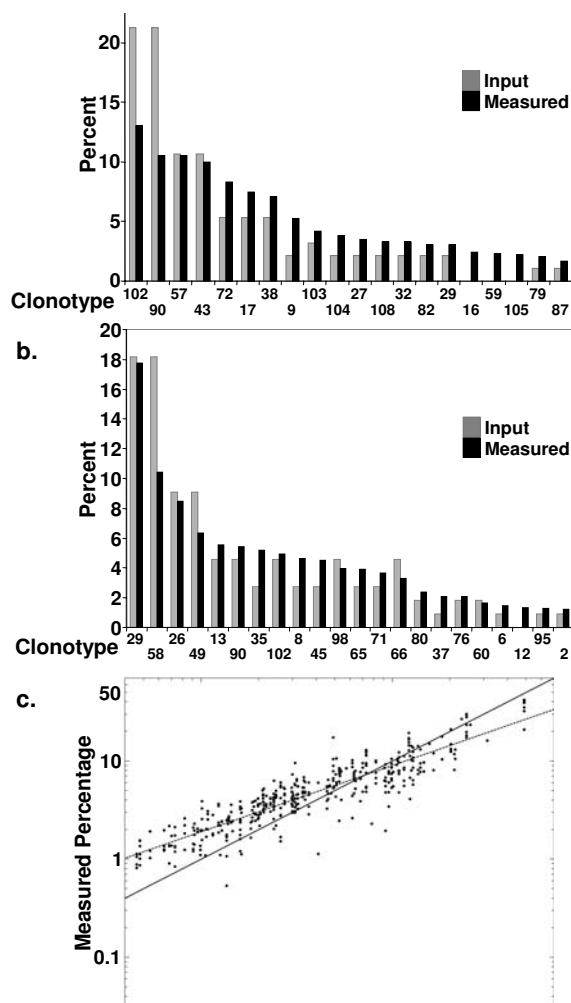 20
15
10
5
0
Percent
Input
Measured
102 57 72 38 103 27 32 29 59 79
Clonotype
90 43 17 9 104 108 82 16 105 87
b.
20
18
16
14
12
10
8
6
4
2
0
Percent
Input
Measured
29 26 13 35 8 98 71 80 76 6 95
Clonotype
58 49 90 102 45 65 66 37 60 12 2
c.
50
10
1
0.1
Measured Percentage